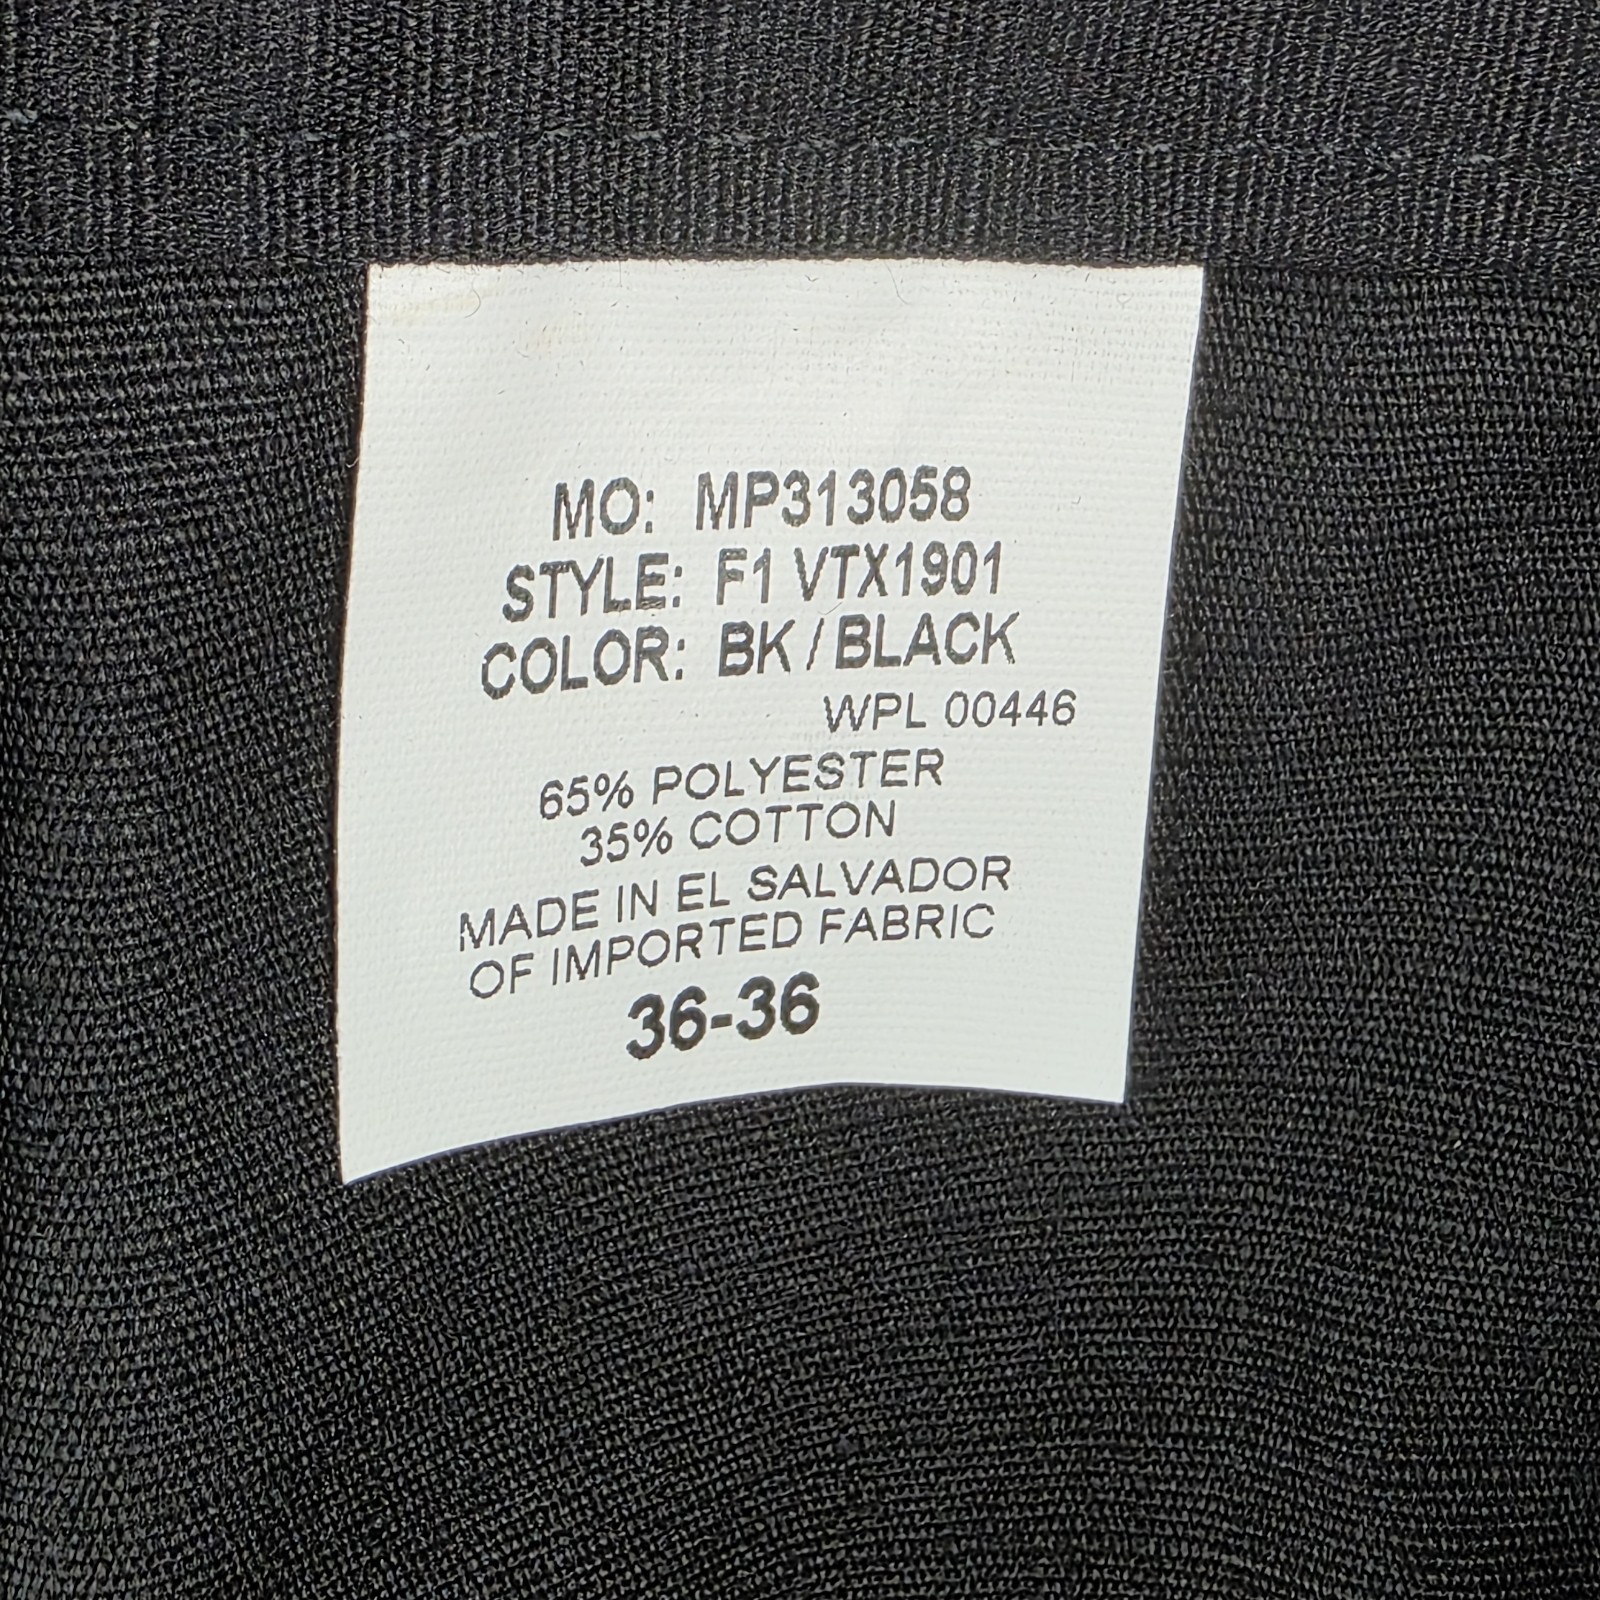 MO: MP313058
STYLE: F1 VTX1901
COLOR: BK/BLACK
WPL 00446
65% POLYESTER
35% COTTON
MADE IN EL SALVADOR
OF IMPORTED FABRIC
36-36